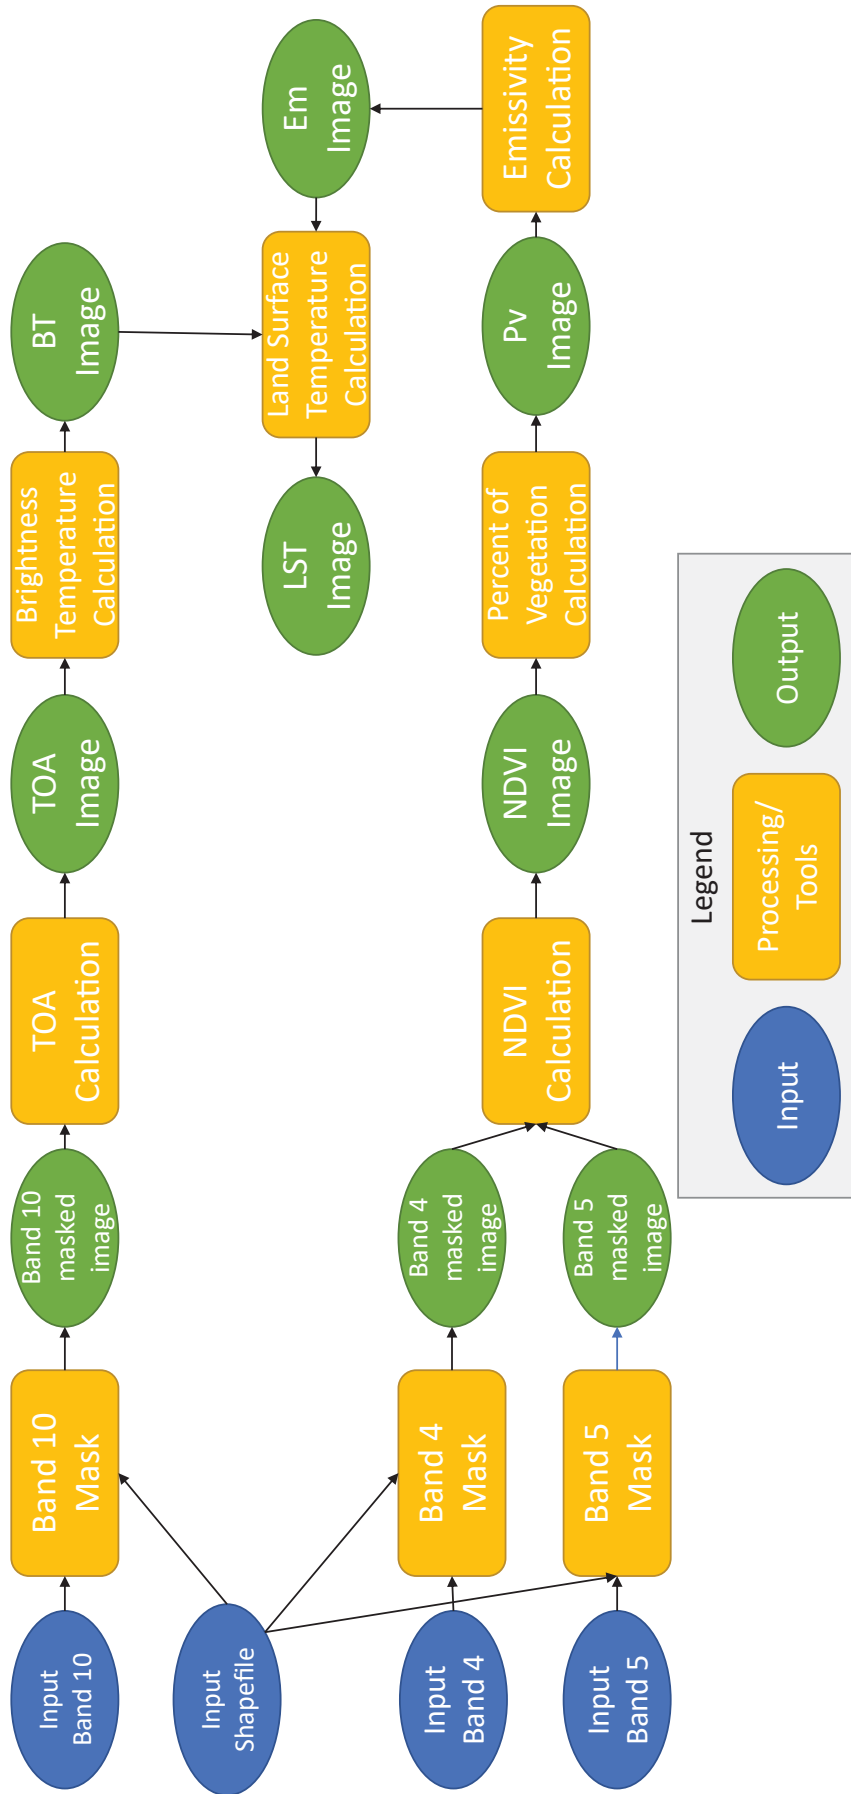 Input
Band 10
Band 10
Mask
Band 10
masked
image
TOA
Calculation
TOA
Image
Brightness
Temperature
Calculation
BT
Image
Input
Shapefile
LST
Image
Land Surface
Temperature
Calculation
Em
Image
Input
Band 4
Band 4
Mask
Band 4
masked
image
Input
Band 5
Band 5
Mask
Band 5
masked
image
NDVI
Calculation
NDVI
Image
Percent of
Vegetation
Calculation
Pv
Image
Emissivity
Calculation
Legend
Input
Processing/
Tools
Output